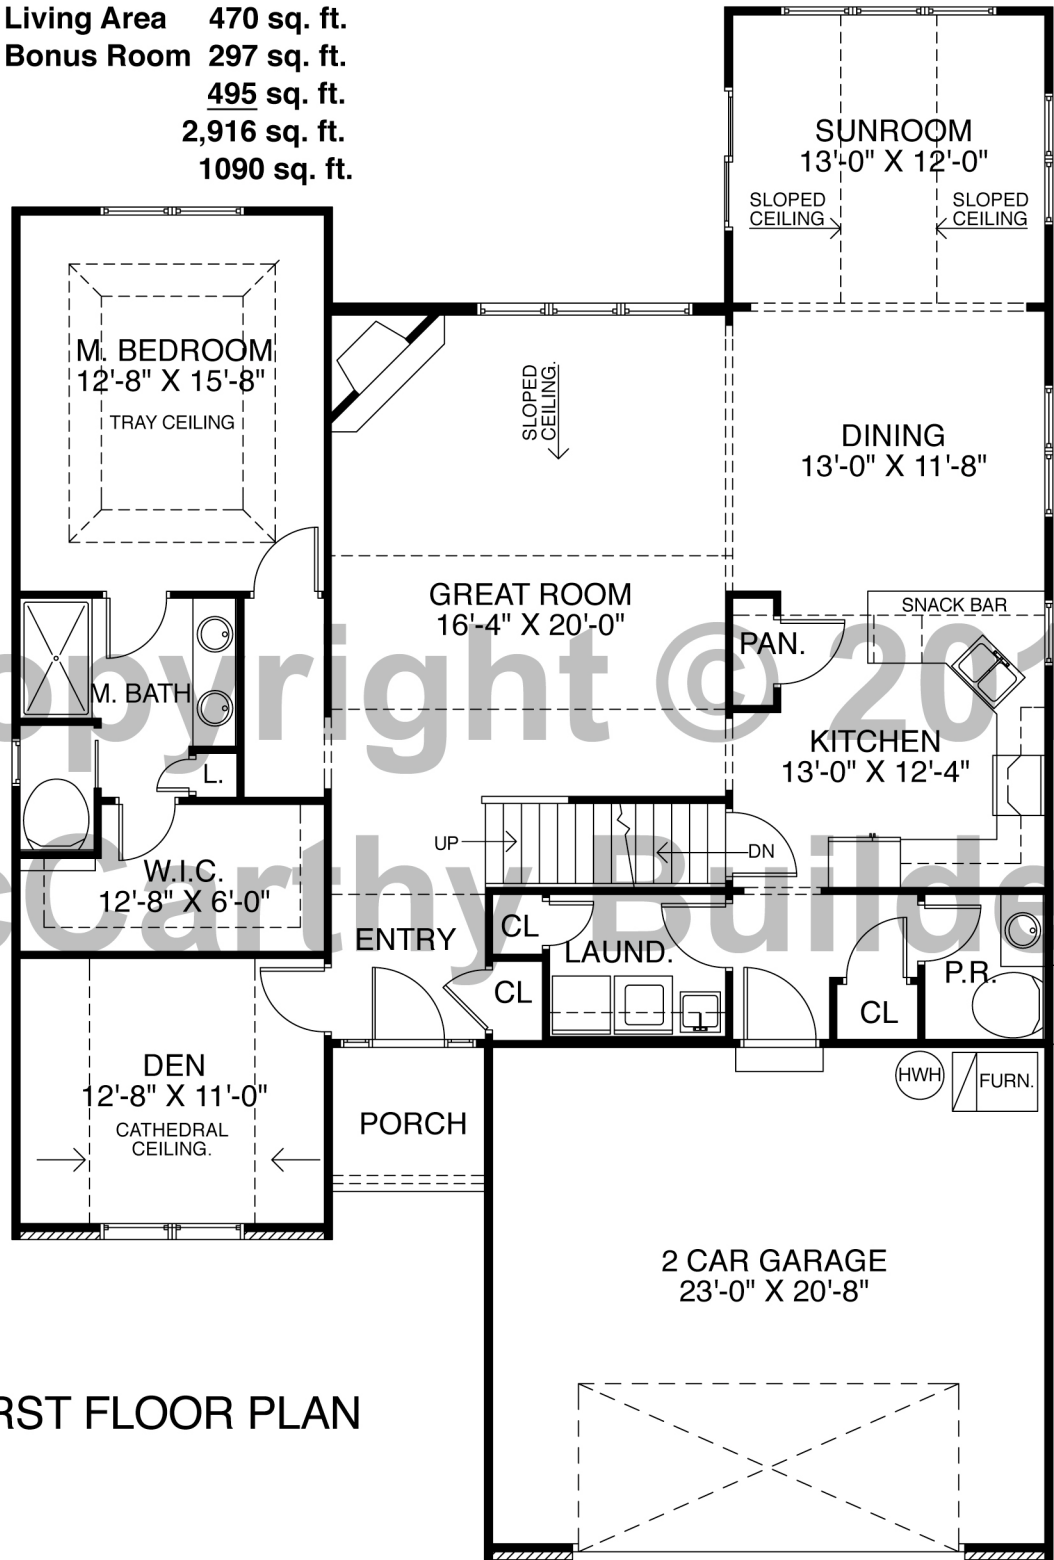 Living Area 470 sq. ft.
Bonus Room 297 sq. ft.
495 sq. ft.
2,916 sq. ft.
1090 sq. ft.
SUNROOM
13'-0" X 12'-0"
SLOPED
CEILING
SLOPED
CEILING
M. BEDROOM
12'-8" X 15'-8"
TRAY CEILING
SLOPED
CEILING.
DINING
13'-0" X 11'-8"
GREAT ROOM
16'-4" X 20'-0"
SNACK BAR
PAN.
M. BATH
L.
KITCHEN
13'-0" X 12'-4"
UP
DN
W.I.C.
12'-8" X 6'-0"
ENTRY
CL
LAUND.
CL
CL
P.R.
DEN
12'-8" X 11'-0"
CATHEDRAL
CEILING.
PORCH
HWH
FURN.
2 CAR GARAGE
23'-0" X 20'-8"
RST FLOOR PLAN
opyright © 201
cCarthy Builde